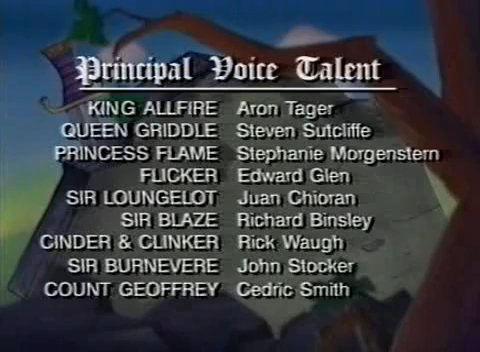 Principal Voice Talent
KING ALLFIRE Aron Tager
QUEEN GRIDDLE Steven Sutcliffe
PRINCESS FLAME Stephanie Morgenstern
FLICKER Edward Glen
SIR LOUNGELOT Juan Chioran
SIR BLAZE Richard Binsley
CINDER & CLINKER Rick Waugh
SIR BURNEVERE John Stocker
COUNT GEOFFREY Cedric Smith